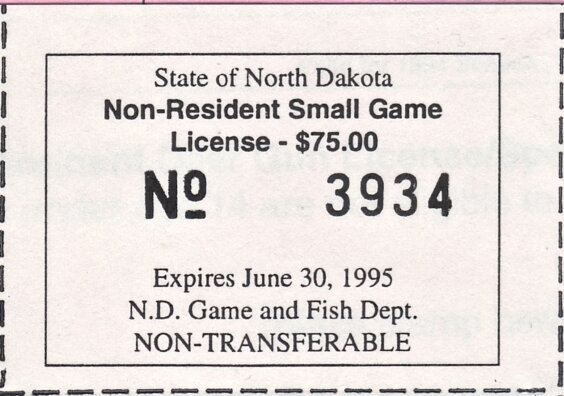 State of North Dakota
Non-Resident Small Game
License - $75.00
Nº 3934
Expires June 30, 1995
N.D. Game and Fish Dept.
NON-TRANSFERABLE